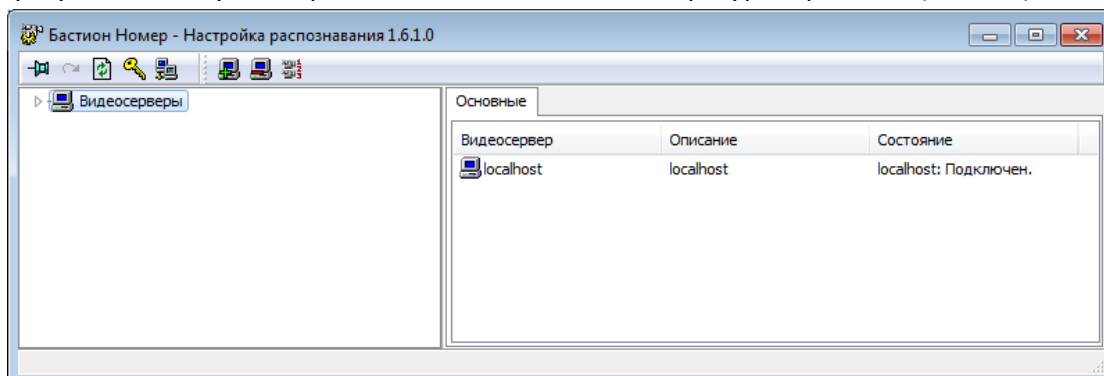 Бастион Номер - Настройка распознавания 1.6.1.0
Видеосерверы
Основные
Видеосервер Описание Состояние
localhost localhost localhost: Подключен.